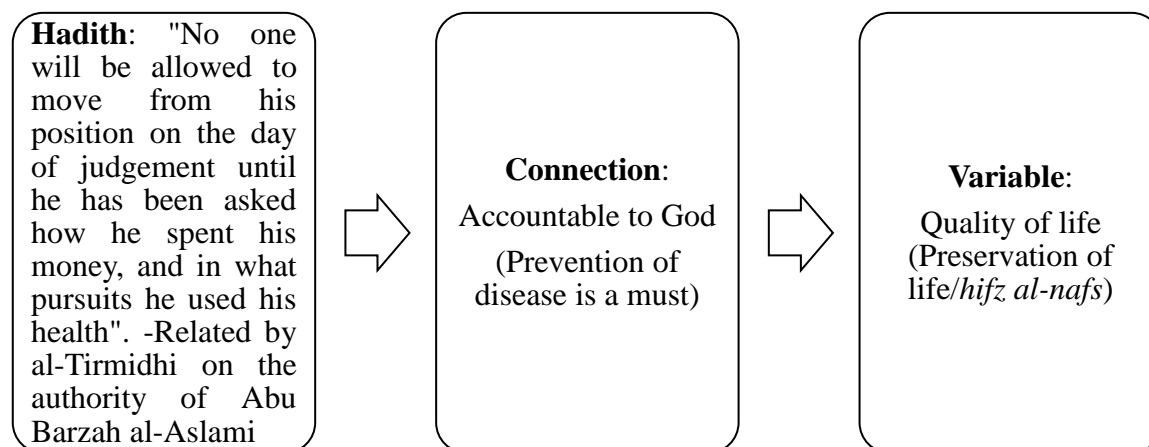 Hadith: "No one
will be allowed to
move from his
position on the day
of judgement until
he has been asked
how he spent his
money, and in what
pursuits he used his
health". -Related by
al-Tirmidhi on the
authority of Abu
Barzah al-Aslami
Connection:
Accountable to God
(Prevention of
disease is a must)
Variable:
Quality of life
(Preservation of
life/hifz al-nafs)